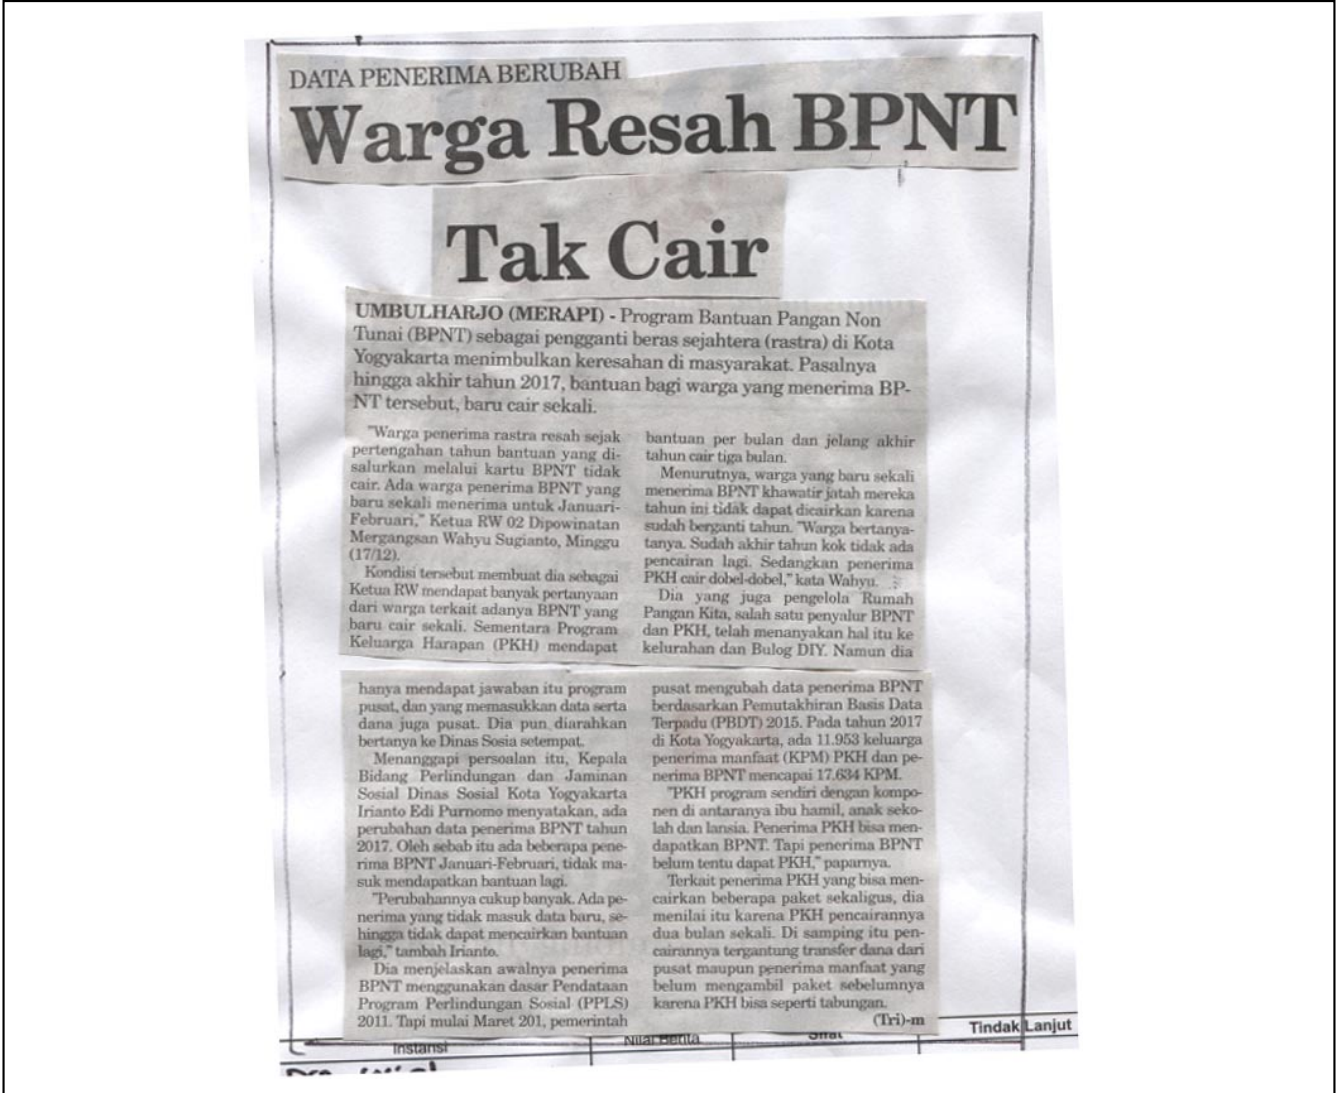 DATA PENERIMA BERUBAH
Warga Resah BPNT
Tak Cair
UMBULHARJO (MERAPI) - Program Bantuan Pangan Non
Tunai (BPNT) sebagai pengganti beras sejahtera (rastra) di Kota
Yogyakarta menimbulkan keresahan di masyarakat. Pasalnya
hingga akhir tahun 2017, bantuan bagi warga yang menerima BP-
NT tersebut, baru cair sekali.
"Warga penerima rastra resah sejak
pertengahan tahun bantuan yang di-
salurkan melalui kartu BPNT tidak
cair. Ada warga penerima BPNT yang
baru sekali menerima untuk Januari-
Februari," Ketua RW 02 Dipowinatan
Mergangsan Wahyu Sugianto, Minggu
(17/12).
Kondisi tersebut membuat dia sebagai
Ketua RW mendapat banyak pertanyaan
dari warga terkait adanya BPNT yang
baru cair sekali. Sementara Program
Keluarga Harapan (PKH) mendapat
bantuan per bulan dan jelang akhir
tahun cair tiga bulan.
Menurutnya, warga yang baru sekali
menerima BPNT khawatir jatah mereka
tahun ini tidak dapat dicairkan karena
sudah berganti tahun. "Warga bertanya-
tanya. Sudah akhir tahun kok tidak ada
pencairan lagi. Sedangkan penerima
PKH cair dobel-dobel," kata Wahyu.
Dia yang juga pengelola Rumah
Pangan Kita, salah satu penyalur BPNT
dan PKH, telah menanyakan hal itu ke
kelurahan dan Bulog DIY. Namun dia
hanya mendapat jawaban itu program
pusat, dan yang memasukkan data serta
dana juga pusat. Dia pun diarahkan
bertanya ke Dinas Sosia setempat.
Menanggapi persoalan itu, Kepala
Bidang Perlindungan dan Jaminan
Sosial Dinas Sosial Kota Yogyakarta
Irianto Edi Purnomo menyatakan, ada
perubahan data penerima BPNT tahun
2017. Oleh sebab itu ada beberapa pene-
rima BPNT Januari-Februari, tidak ma-
suk mendapatkan bantuan lagi.
"Perubahannya cukup banyak. Ada pe-
nerima yang tidak masuk data baru, se-
hingga tidak dapat mencairkan bantuan
lagi," tambah Irianto.
Dia menjelaskan awalnya penerima
BPNT menggunakan dasar Pendataan
Program Perlindungan Sosial (PPLS)
2011. Tapi mulai Maret 201, pemerintah
pusat mengubah data penerima BPNT
berdasarkan Pemutakhiran Basis Data
Terpadu (PBDT) 2015. Pada tahun 2017
di Kota Yogyakarta, ada 11.953 keluarga
penerima manfaat (KPM) PKH dan pe-
nerima BPNT mencapai 17.634 KPM.
"PKH program sendiri dengan kompo-
nen di antaranya ibu hamil, anak seko-
lah dan lansia. Penerima PKH bisa men-
dapatkan BPNT. Tapi penerima BPNT
belum tentu dapat PKH," paparnya.
Terkait penerima PKH yang bisa men-
cairkan beberapa paket sekaligus, dia
menilai itu karena PKH pencairannya
dua bulan sekali. Di samping itu pen-
cairannya tergantung transfer dana dari
pusat maupun penerima manfaat yang
belum mengambil paket sebelumnya
karena PKH bisa seperti tabungan.
(Tri)-m
Instansi
Nilai Berita
Sifat
Tindak Lanjut